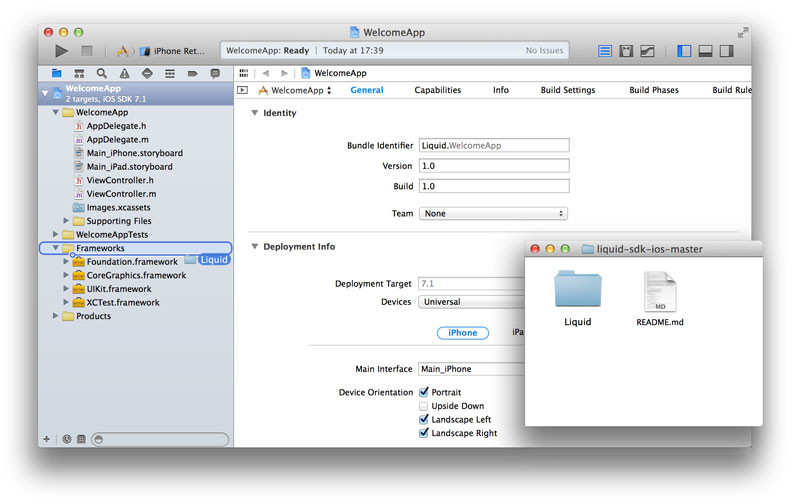 WelcomeApp
iPhone Ret...
WelcomeApp: Ready | Today at 17:39
No Issues
WelcomeApp
2 targets, iOS SDK 7.1
WelcomeApp
AppDelegate.h
AppDelegate.m
Main_iPhone.storyboard
Main_iPad.storyboard
ViewController.h
ViewController.m
Images.xcassets
Supporting Files
WelcomeAppTests
Frameworks
Foundation.framework
Liquid
CoreGraphics.framework
UIKit.framework
XCTest.framework
Products
WelcomeApp
WelcomeApp
General
Capabilities
Info
Build Settings
Build Phases
Build Rule
Identity
Bundle Identifier
Liquid.WelcomeApp
Version
1.0
Build
1.0
Team
None
Deployment Info
Deployment Target
7.1
Devices
Universal
iPhone
iPa
Main Interface
Main_iPhone
Device Orientation
Portrait
Upside Down
Landscape Left
Landscape Right
liquid-sdk-ios-master
Liquid
MD
README.md